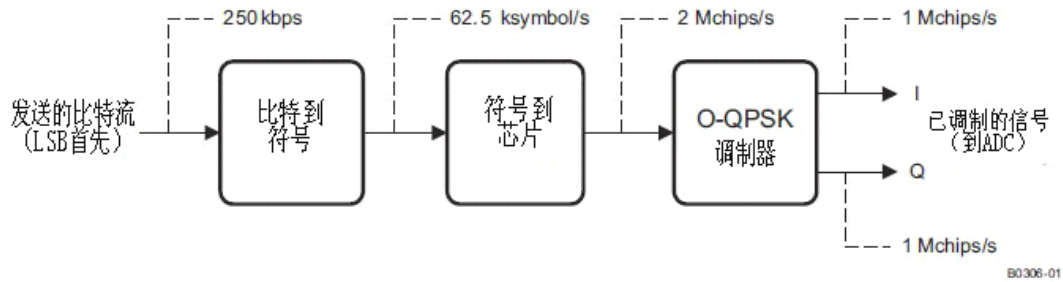 250 kbps
62.5 ksymbol/s
2 Mchips/s
1 Mchips/s
发送的比特流
(LSB首先)
比特到
符号
符号到
芯片
O-QPSK
调制器
I
已调制的信号
(到ADC)
Q
1 Mchips/s
B0306-01